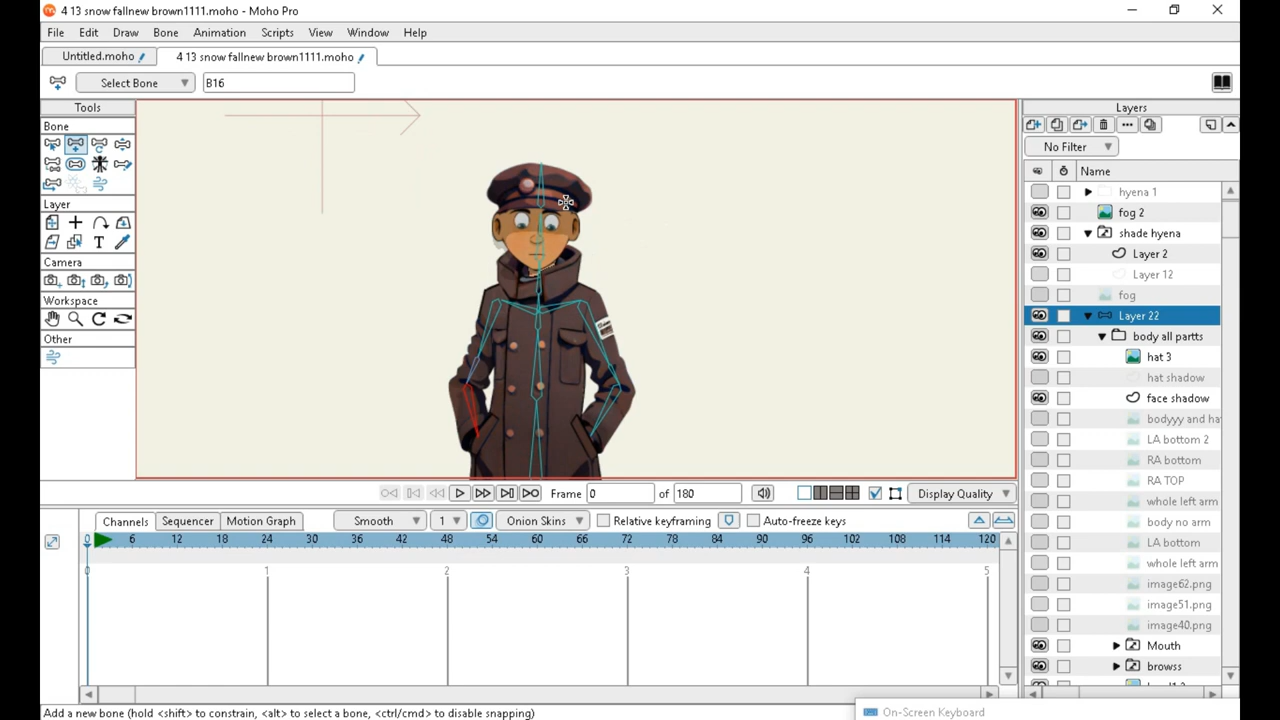 4 13 snow fallnew brown1111.moho - Moho Pro
File Edit Draw Bone Animation Scripts View Window Help
Untitled.moho 4 13 snow fallnew brown1111.moho
Select Bone B16
Tools
Bone
Layer
T
Camera
Workspace
Other
Layers
No Filter
Name
hyena 1
fog 2
shade hyena
Layer 2
Layer 12
fog
Layer 22
body all partts
hat 3
hat shadow
face shadow
bodyyy and ha
LA bottom 2
RA bottom
RA TOP
whole left arm
body no arm
LA bottom
whole left arm
image62.png
image51.png
image40.png
Mouth
browss
Frame 0 of 180 Display Quality
Channels Sequencer Motion Graph Smooth 1 Onion Skins Relative keyframing Auto-freeze keys
0 6 12 18 24 30 36 42 48 54 60 66 72 78 84 90 96 102 108 114 120
0 1 2 3 4 5
Add a new bone (hold <shift> to constrain, <alt> to select a bone, <ctrl/cmd> to disable snapping)
On-Screen Keyboard